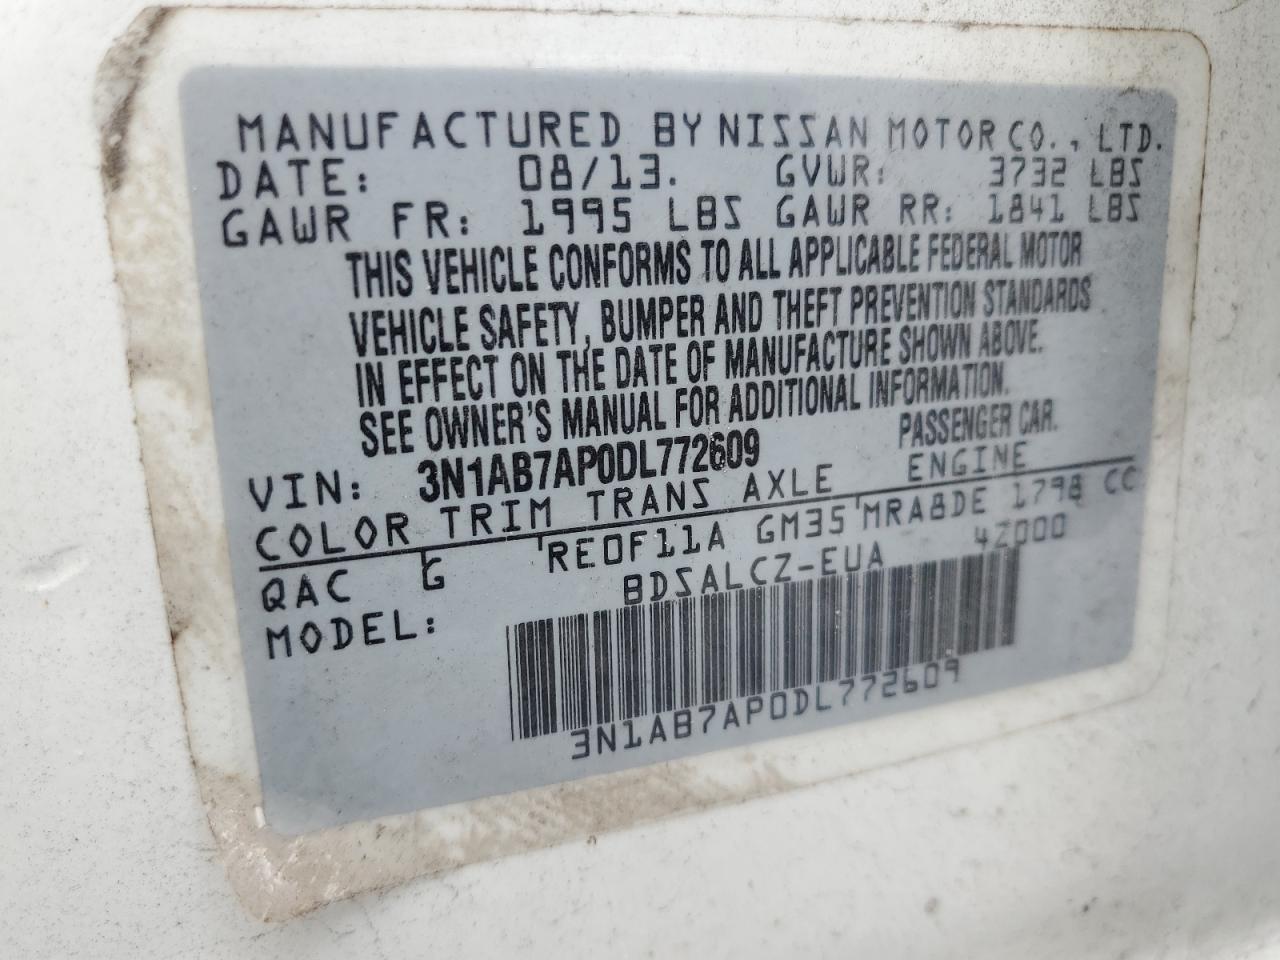 MANUFACTURED BY NISSAN MOTOR CO., LTD.
DATE: 08/13. GVWR: 3732 LBS
GAWR FR: 1995 LBS GAWR RR: 1841 LBS
THIS VEHICLE CONFORMS TO ALL APPLICABLE FEDERAL MOTOR
VEHICLE SAFETY, BUMPER AND THEFT PREVENTION STANDARDS
IN EFFECT ON THE DATE OF MANUFACTURE SHOWN ABOVE.
SEE OWNER'S MANUAL FOR ADDITIONAL INFORMATION.
VIN: 3N1AB7AP0DL772609 PASSENGER CAR.
COLOR TRIM TRANS AXLE ENGINE
QAC G RE0F11A GM35 MRA8DE 1798 CC
MODEL: BDSALCZ-EUA 4Z000
3N1AB7AP0DL772609